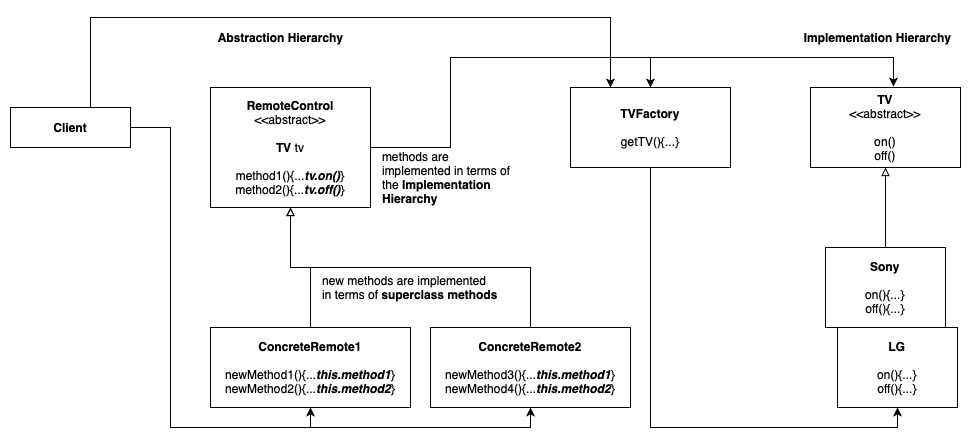 Abstraction Hierarchy
Implementation Hierarchy
Client
RemoteControl
<<abstract>>
TV tv
method1(){...tv.on()}
method2(){...tv.off()}
methods are
implemented in terms of
the Implementation
Hierarchy
TVFactory
getTV(){...}
TV
<<abstract>>
on()
off()
new methods are implemented
in terms of superclass methods
Sony
on(){...}
off(){...}
ConcreteRemote1
newMethod1(){...this.method1}
newMethod2(){...this.method2}
ConcreteRemote2
newMethod3(){...this.method1}
newMethod4(){...this.method2}
LG
on(){...}
off(){...}